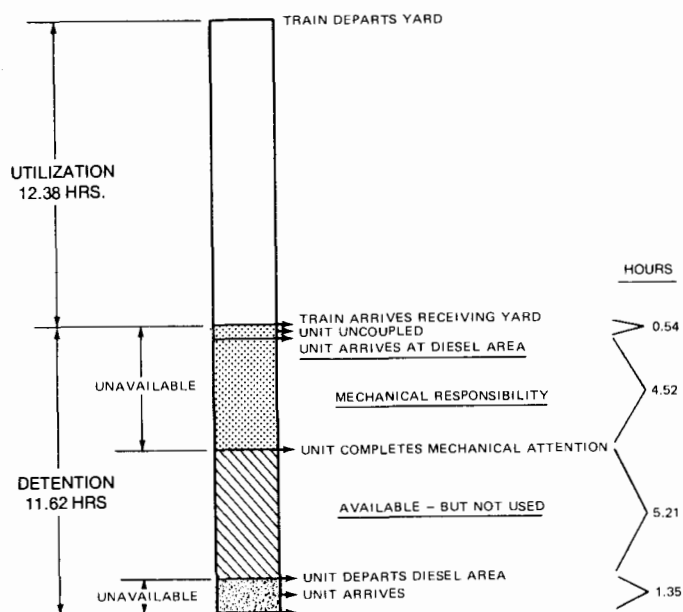 TRAIN DEPARTS YARD
UTILIZATION
12.38 HRS.
HOURS
TRAIN ARRIVES RECEIVING YARD
UNIT UNCOUPLED
0.54
UNIT ARRIVES AT DIESEL AREA
UNAVAILABLE
MECHANICAL RESPONSIBILITY
4.52
UNIT COMPLETES MECHANICAL ATTENTION
DETENTION
11.62 HRS
AVAILABLE – BUT NOT USED
5.21
UNIT DEPARTS DIESEL AREA
UNAVAILABLE
UNIT ARRIVES
1.35